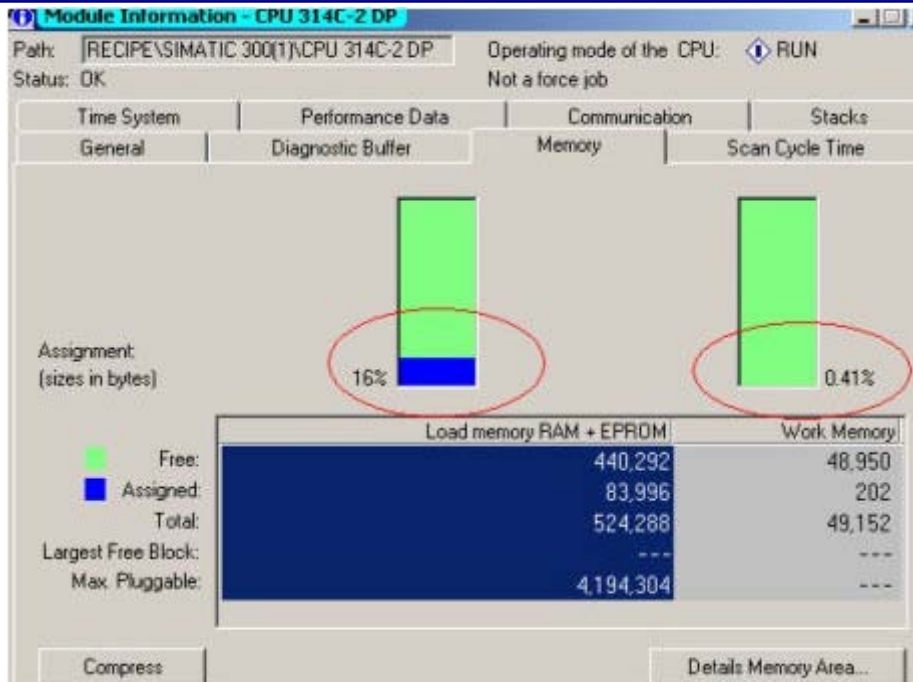 Module Information - CPU 314C-2 DP
Path: RECIPE\SIMATIC 300(1)\CPU 314C-2 DP Operating mode of the CPU: RUN
Status: OK Not a force job
Time System Performance Data Communication Stacks
General Diagnostic Buffer Memory Scan Cycle Time
Assignment:
(sizes in bytes) 16% 0.41%
Load memory RAM + EPROM Work Memory
Free: 440,292 48,950
Assigned: 83,996 202
Total: 524,288 49,152
Largest Free Block: --- ---
Max. Pluggable: 4,194,304 ---
Compress Details Memory Area...